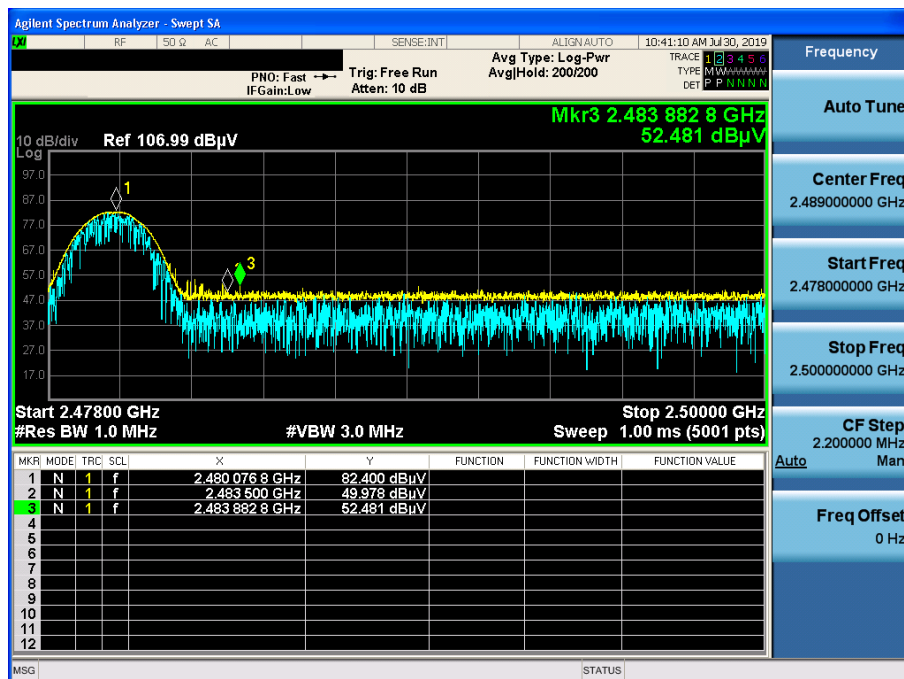 Agilent Spectrum Analyzer - Swept SA
LXI RF 50 Ω AC SENSE:INT ALIGN AUTO 10:41:10 AM Jul 30, 2019
Frequency
PNO: Fast
IFGain:Low
Trig: Free Run
Atten: 10 dB
Avg Type: Log-Pwr
Avg|Hold: 200/200
TRACE 1 2 3 4 5 6
TYPE M W
DET P P N N N N
Auto Tune
Mkr3 2.483 882 8 GHz
52.481 dBµV
10 dB/div Ref 106.99 dBµV
Log
97.0
87.0
77.0
67.0
57.0
47.0
37.0
27.0
17.0
1
3
Start 2.47800 GHz Stop 2.50000 GHz
#Res BW 1.0 MHz #VBW 3.0 MHz Sweep 1.00 ms (5001 pts)
Center Freq
2.489000000 GHz
Start Freq
2.478000000 GHz
Stop Freq
2.500000000 GHz
CF Step
2.200000 MHz
Auto Man
Freq Offset
0 Hz
MKR MODE TRC SCL X Y FUNCTION FUNCTION WIDTH FUNCTION VALUE
1 N 1 f 2.480 076 8 GHz 82.400 dBµV
2 N 1 f 2.483 500 GHz 49.978 dBµV
3 N 1 f 2.483 882 8 GHz 52.481 dBµV
4
5
6
7
8
9
10
11
12
MSG STATUS